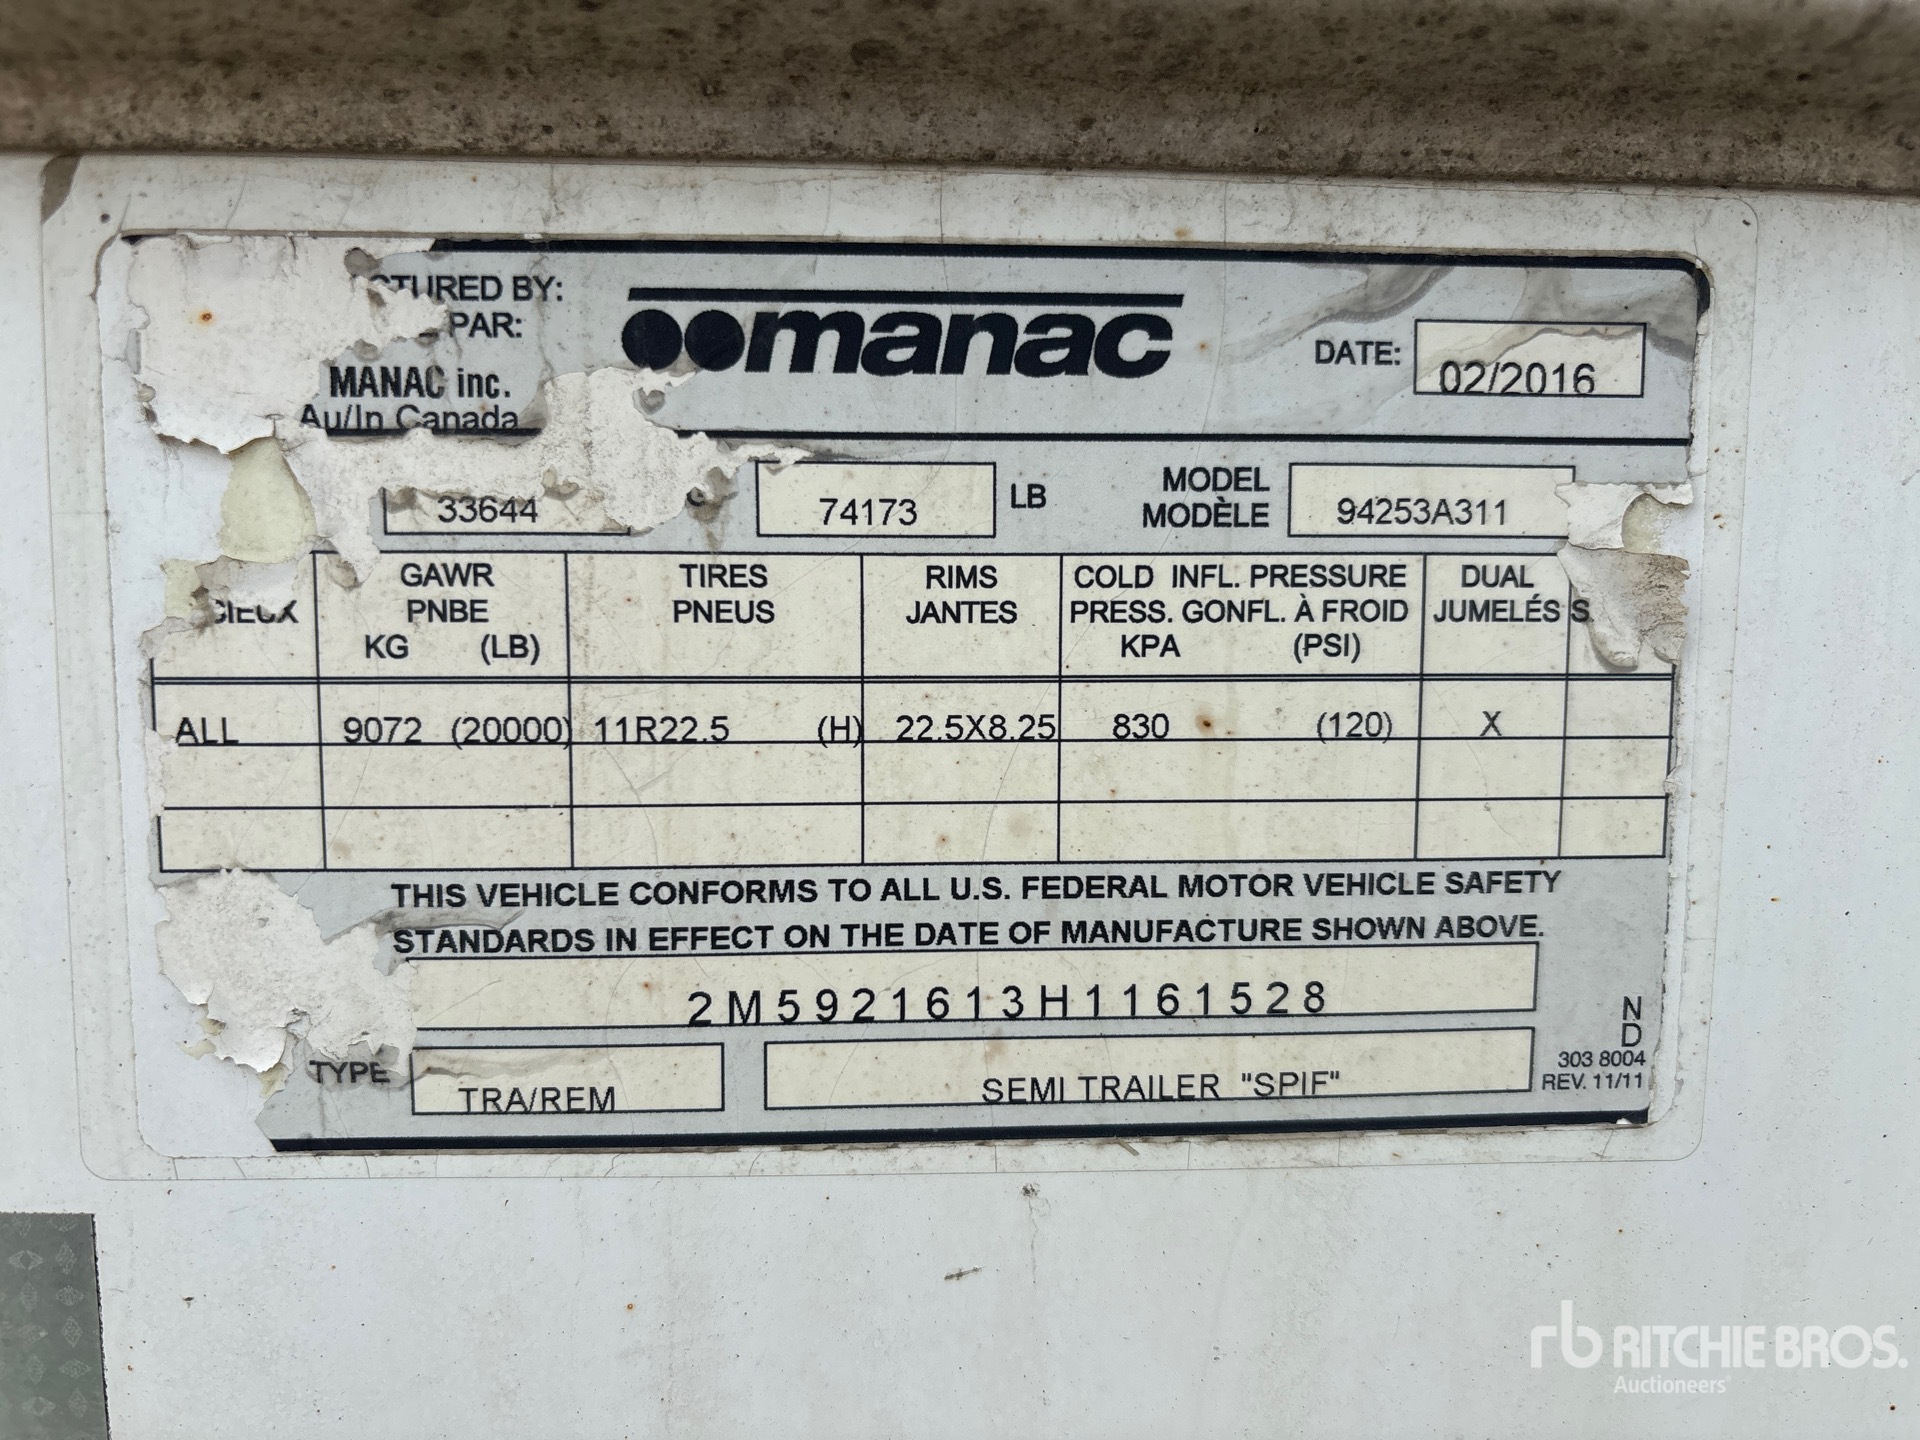 CTURED BY:
PAR:
manac
DATE: 02/2016
MANAC inc.
Au/In Canada
33644 74173 LB MODEL
MODÈLE 94253A311
CIEUX GAWR
PNBE
KG (LB) TIRES
PNEUS RIMS
JANTES COLD INFL. PRESSURE
PRESS. GONFL. À FROID
KPA (PSI) DUAL
JUMELÉS S.
ALL 9072 (20000) 11R22.5 (H) 22.5X8.25 830 (120) X
THIS VEHICLE CONFORMS TO ALL U.S. FEDERAL MOTOR VEHICLE SAFETY
STANDARDS IN EFFECT ON THE DATE OF MANUFACTURE SHOWN ABOVE.
2M5921613H1161528
N
D
303 8004
REV. 11/11
TYPE TRA/REM SEMI TRAILER "SPIF"
rb RITCHIE BROS.
Auctioneers